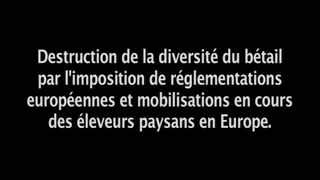 Destruction de la diversité du bétail
par l'imposition de réglementations
européennes et mobilisations en cours
des éleveurs paysans en Europe.